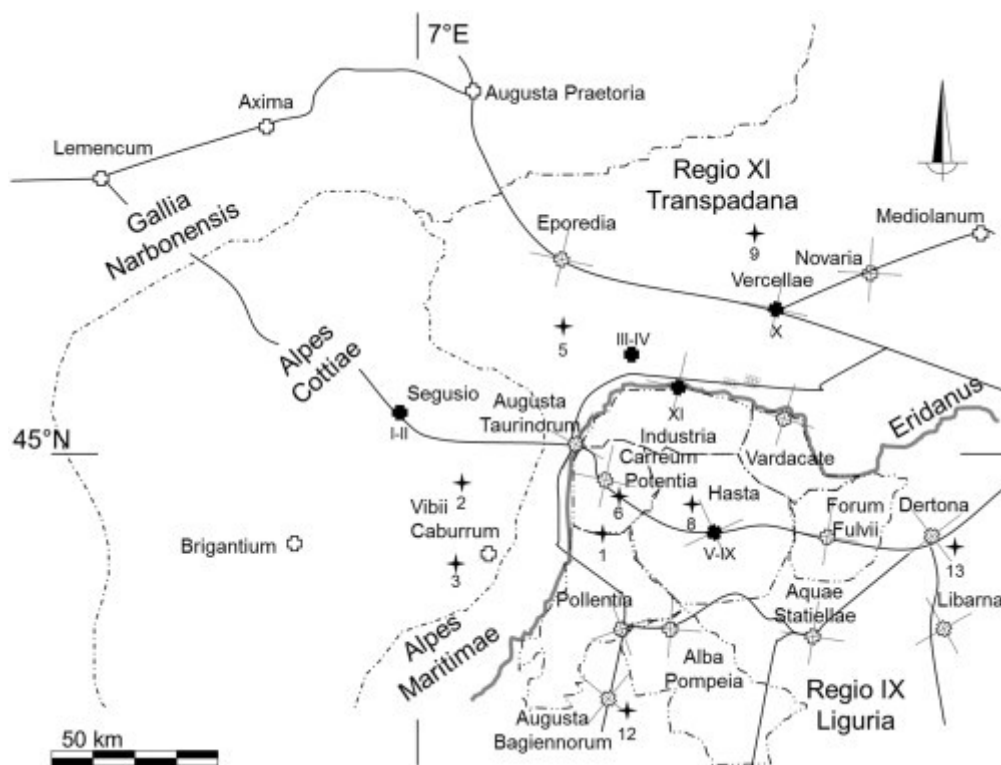 7°E
Axima
Augusta Praetoria
Lemencum
Gallia
Narbonensis
Regio XI
Transpadana
Eporedia
Mediolanum
9
Novaria
Vercellae
X
5
III-IV
Alpes
Cottiae
Segusio
I-II
Augusta
Taurindrum
XI
Eridanus
45°N
Industria
Vardacate
Carreum
Potentia
6
2
Vibii
Caburrum
Hasta
8
V-IX
Forum
Fulvii
Dertona
13
Brigantium
3
1
Pollentia
Aquae
Statiellae
Libarna
Alpes
Maritimae
Alba
Pompeia
Regio IX
Liguria
Augusta
Bagiennorum
12
50 km